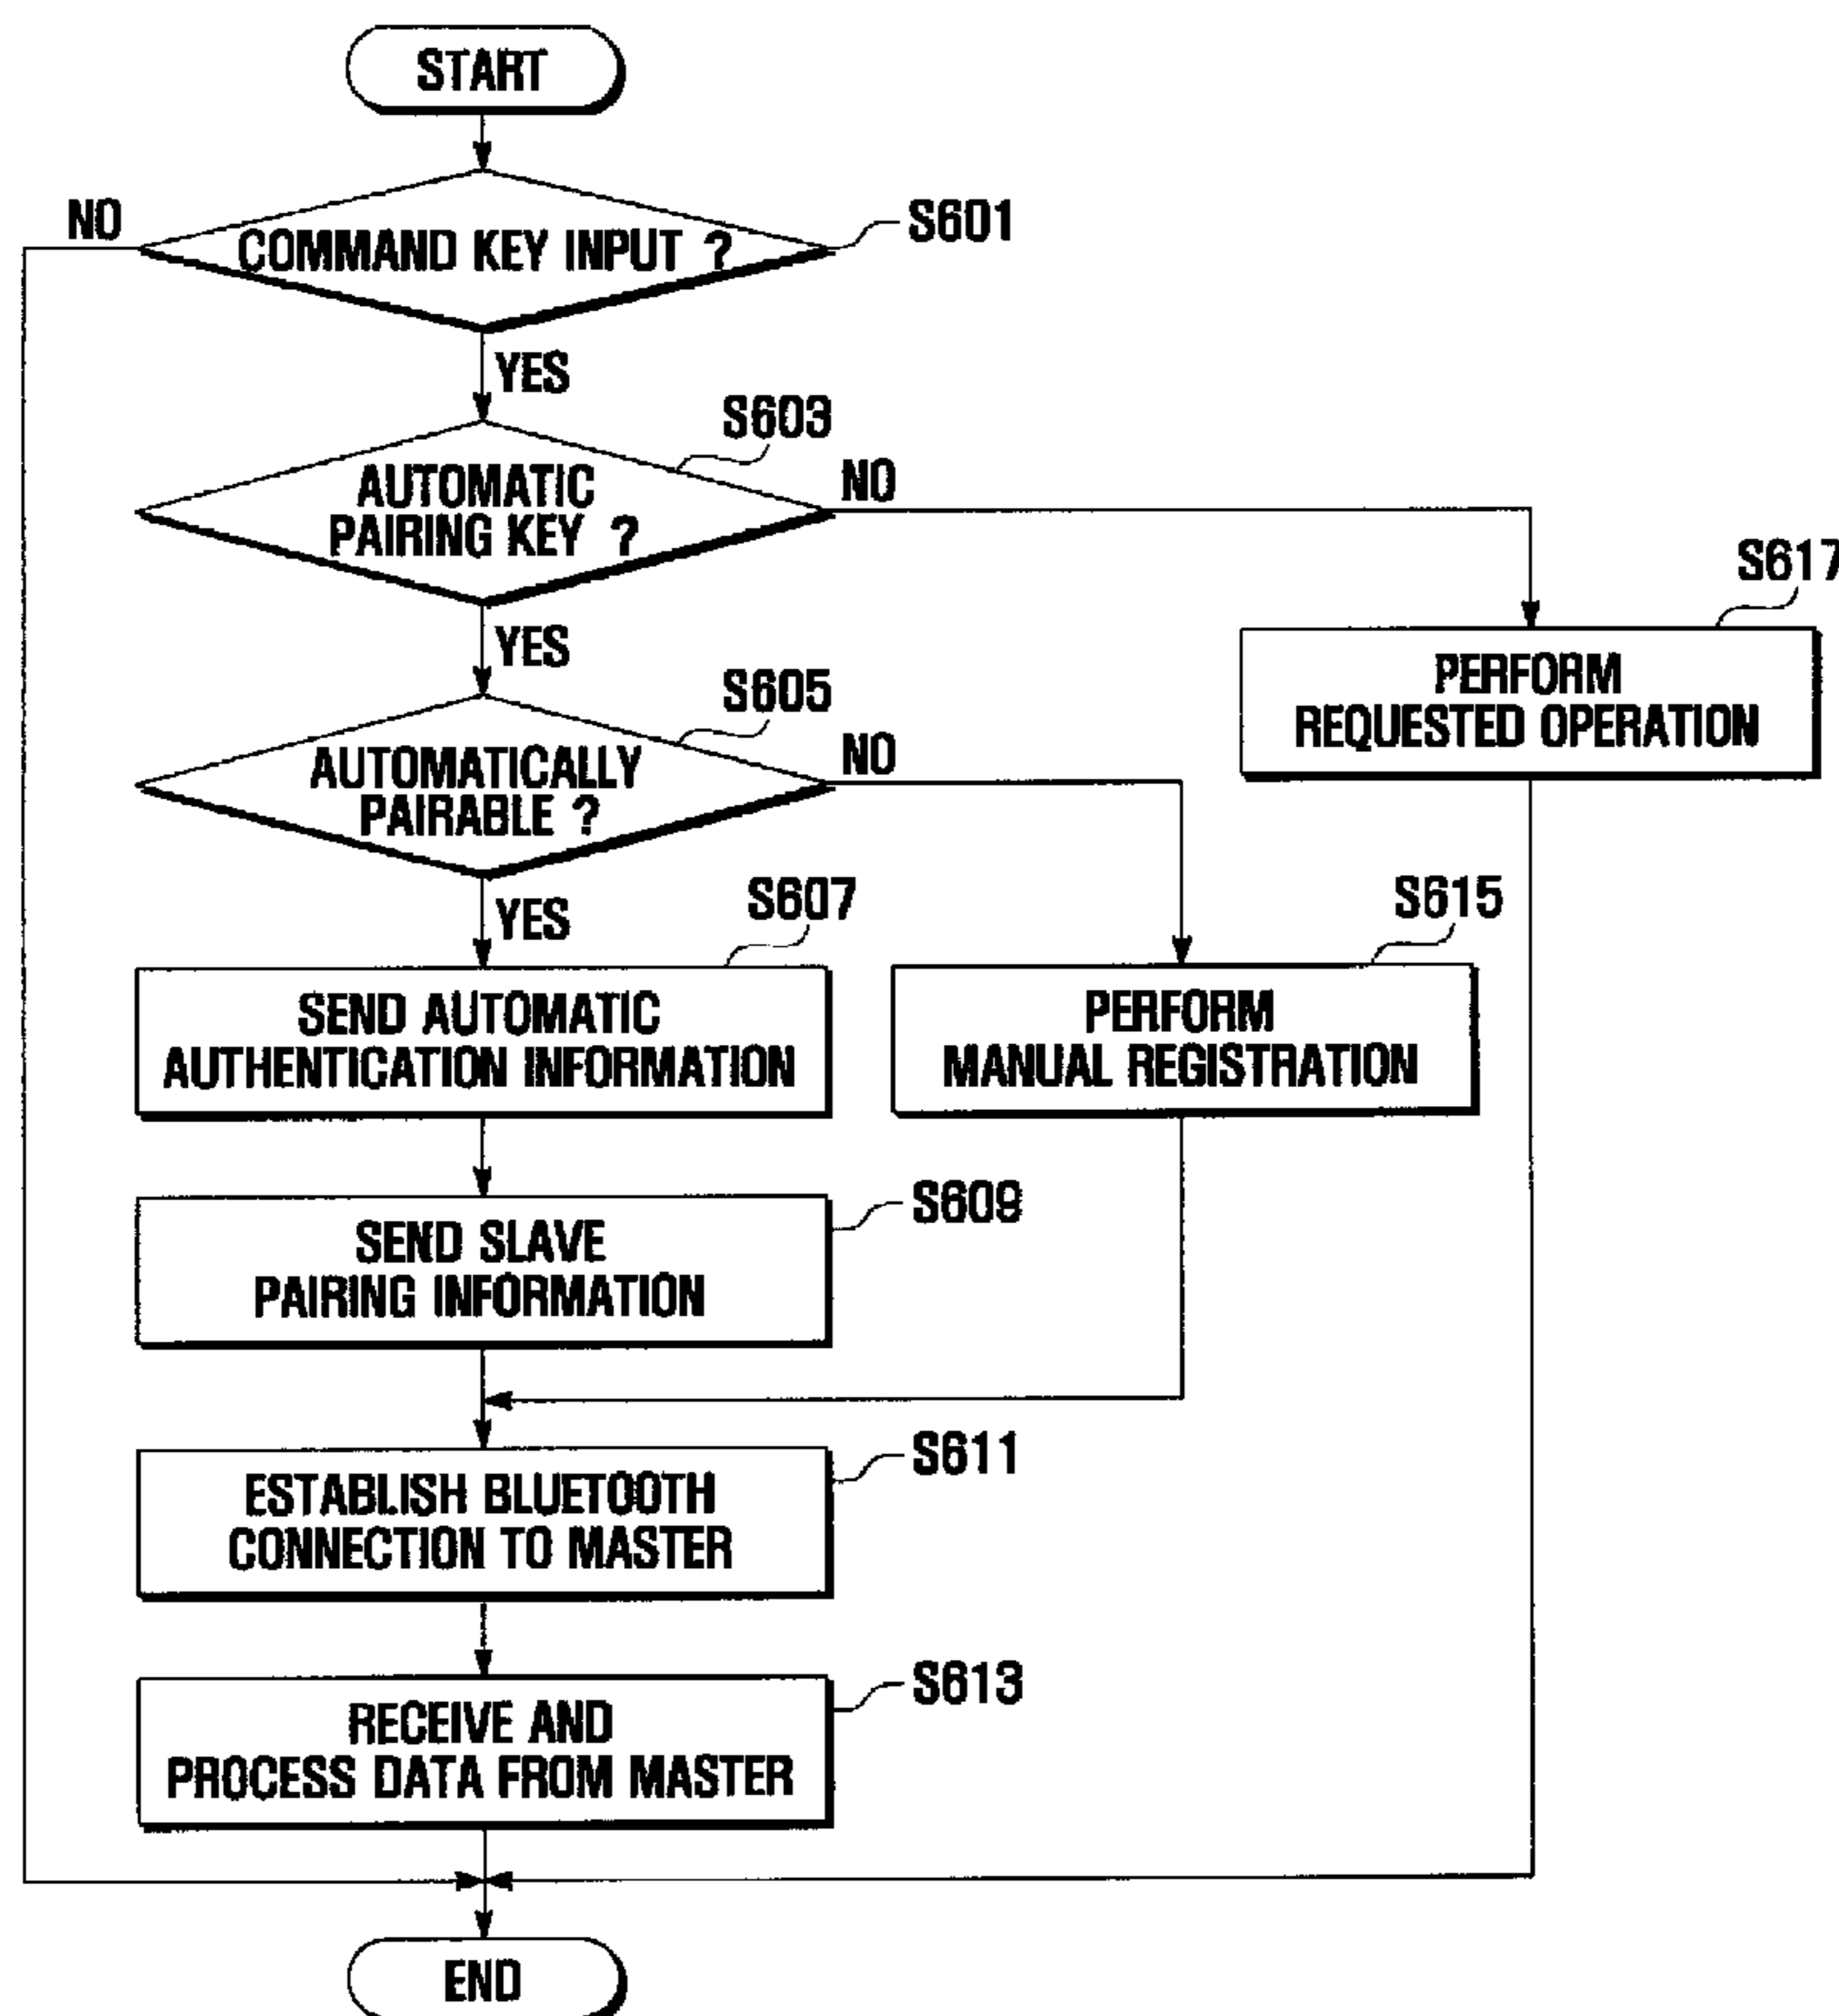 START
NO
COMMAND KEY INPUT ?
S601
YES
S603
AUTOMATIC
PAIRING KEY ?
NO
S617
YES
PERFORM
REQUESTED OPERATION
S605
AUTOMATICALLY
PAIRABLE ?
NO
YES
S607
S615
SEND AUTOMATIC
AUTHENTICATION INFORMATION
PERFORM
MANUAL REGISTRATION
SEND SLAVE
PAIRING INFORMATION
S609
ESTABLISH BLUETOOTH
CONNECTION TO MASTER
S611
RECEIVE AND
PROCESS DATA FROM MASTER
S613
END